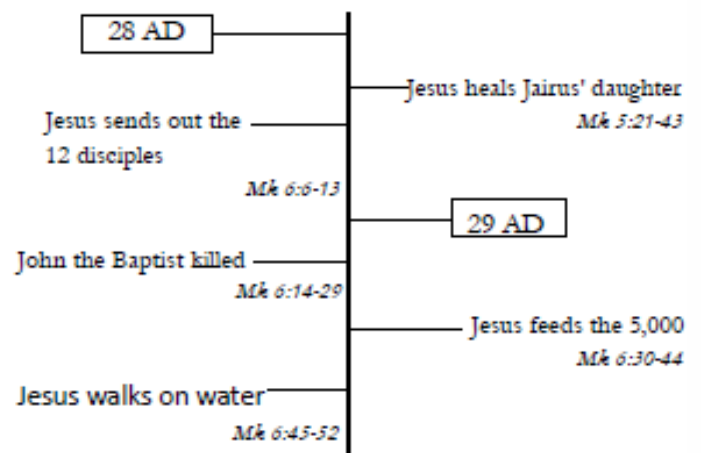 28 AD
Jesus heals Jairus' daughter
Mk 5:21-43
Jesus sends out the
12 disciples
Mk 6:6-13
29 AD
John the Baptist killed
Mk 6:14-29
Jesus feeds the 5,000
Mk 6:30-44
Jesus walks on water
Mk 6:45-52